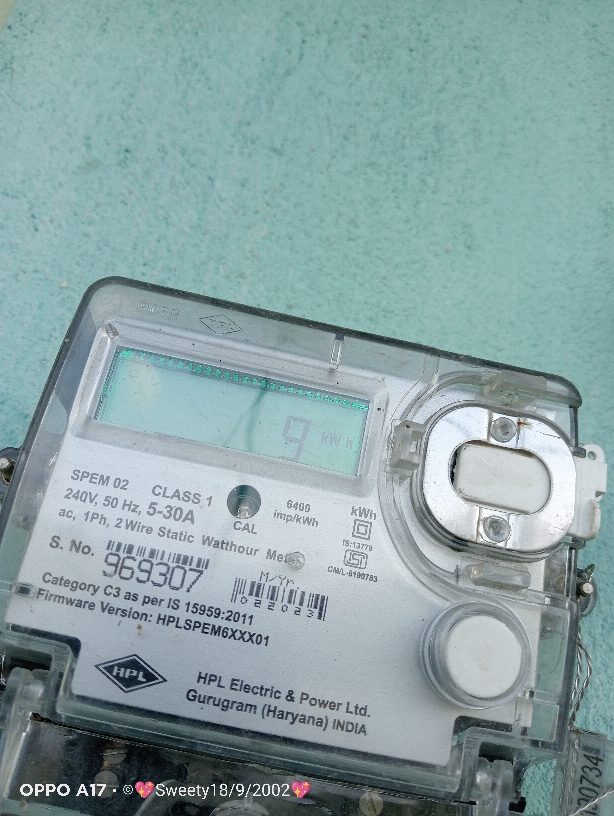 9 kWh
SPEM 02 CLASS 1
240V, 50 Hz, 5-30A
ac, 1Ph, 2 Wire Static Watthour Meter
CAL
6400
imp/kWh
kWh
IS:13779
CM/L-8190783
S. No.
969307
M/Yr.
022023
Category C3 as per IS 15959:2011
Firmware Version: HPLSPEM6XXX01
HPL
HPL Electric & Power Ltd.
Gurugram (Haryana) INDIA
OPPO A17 · ©💖Sweety18/9/2002💖